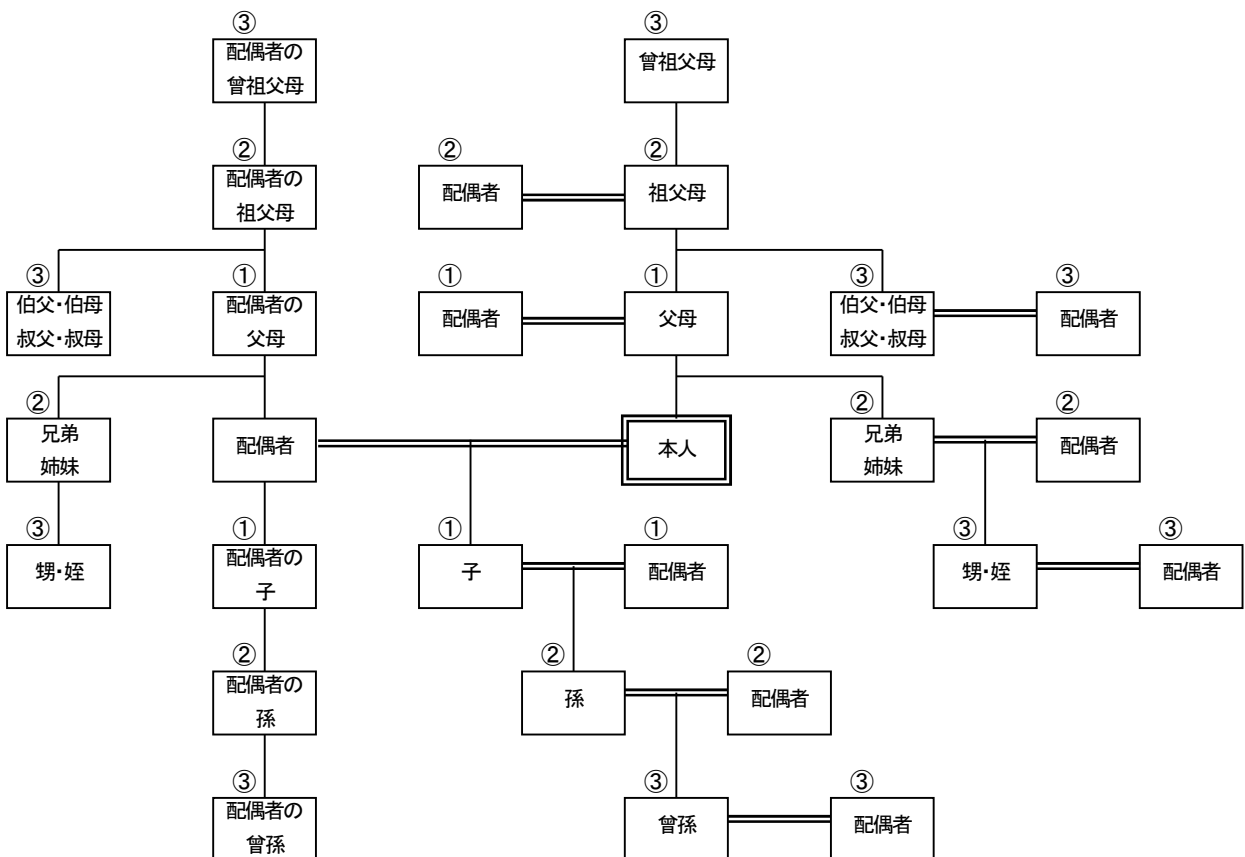 ③ ③
配偶者の
曾祖父母
曾祖父母
② ② ②
配偶者の
祖父母
配偶者
祖父母
③ ① ① ① ③ ③
伯父・伯母
叔父・叔母
配偶者の
父母
配偶者
父母
伯父・伯母
叔父・叔母
配偶者
② ② ②
兄弟
姉妹
配偶者
本人
兄弟
姉妹
配偶者
③ ① ① ① ③ ③
甥・姪
配偶者の
子
子
配偶者
甥・姪
配偶者
② ② ②
配偶者の
孫
孫
配偶者
③ ③ ③
配偶者の
曾孫
曾孫
配偶者